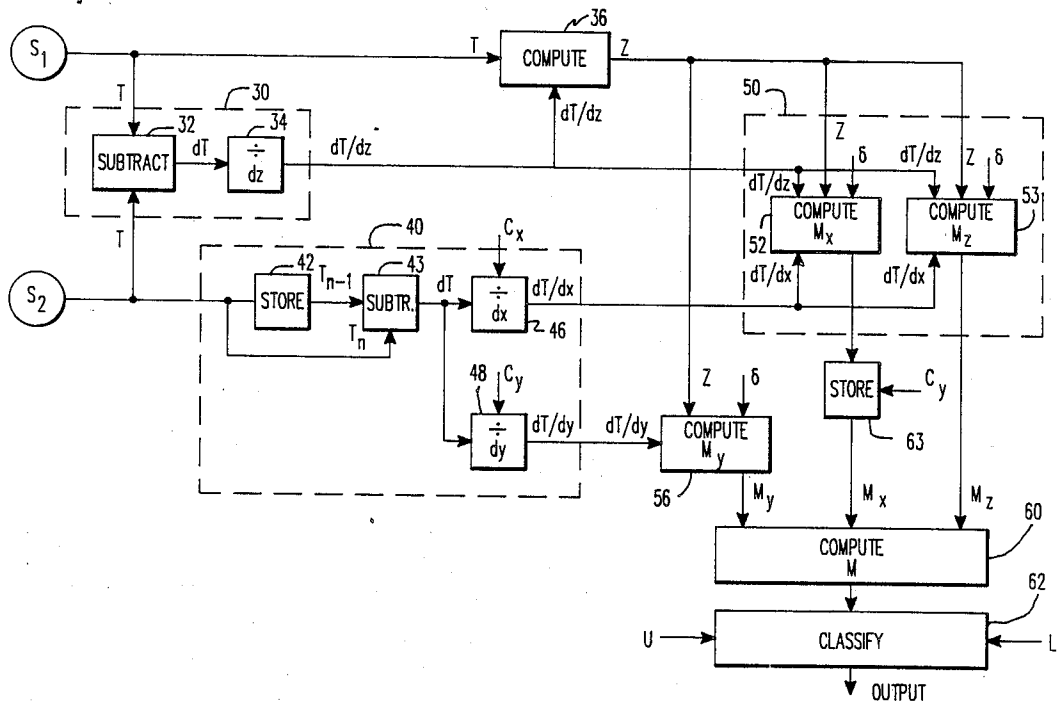 36
S1
T
COMPUTE
Z
T
30
50
32
34
dT/dz
Z
δ
dT/dz
Z
δ
SUBTRACT
dT
÷
dz
dT/dz
dT/dz
53
COMPUTE
Mx
COMPUTE
Mz
52
T
40
Cx
dT/dx
dT/dx
S2
42
Tn-1
43
dT
÷
dx
dT/dx
STORE
SUBTR.
46
Tn
48
Cy
Z
δ
STORE
Cy
63
÷
dy
dT/dy
dT/dy
COMPUTE
My
56
My
Mx
Mz
60
COMPUTE
M
62
U
CLASSIFY
L
OUTPUT